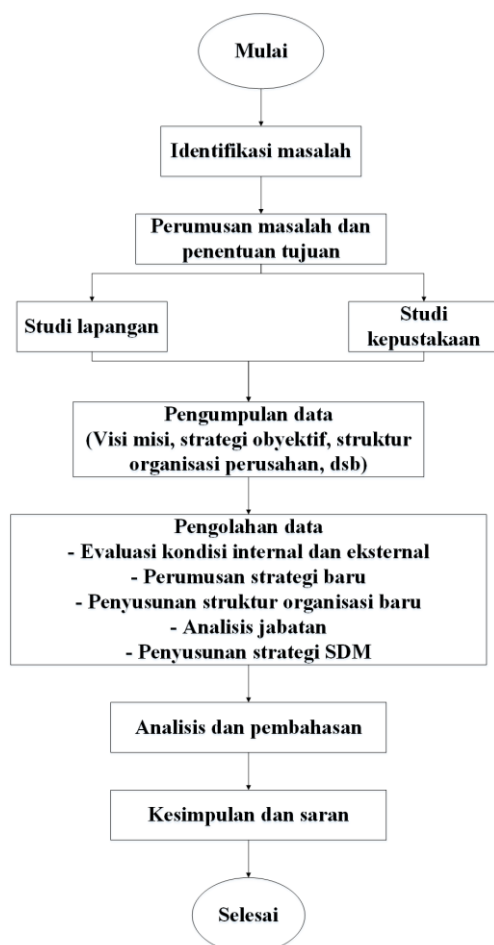 Mulai
Identifikasi masalah
Perumusan masalah dan
penentuan tujuan
Studi lapangan
Studi
kepustakaan
Pengumpulan data
(Visi misi, strategi obyektif, struktur
organisasi perusahan, dsb)
Pengolahan data
- Evaluasi kondisi internal dan eksternal
- Perumusan strategi baru
- Penyusunan struktur organisasi baru
- Analisis jabatan
- Penyusunan strategi SDM
Analisis dan pembahasan
Kesimpulan dan saran
Selesai